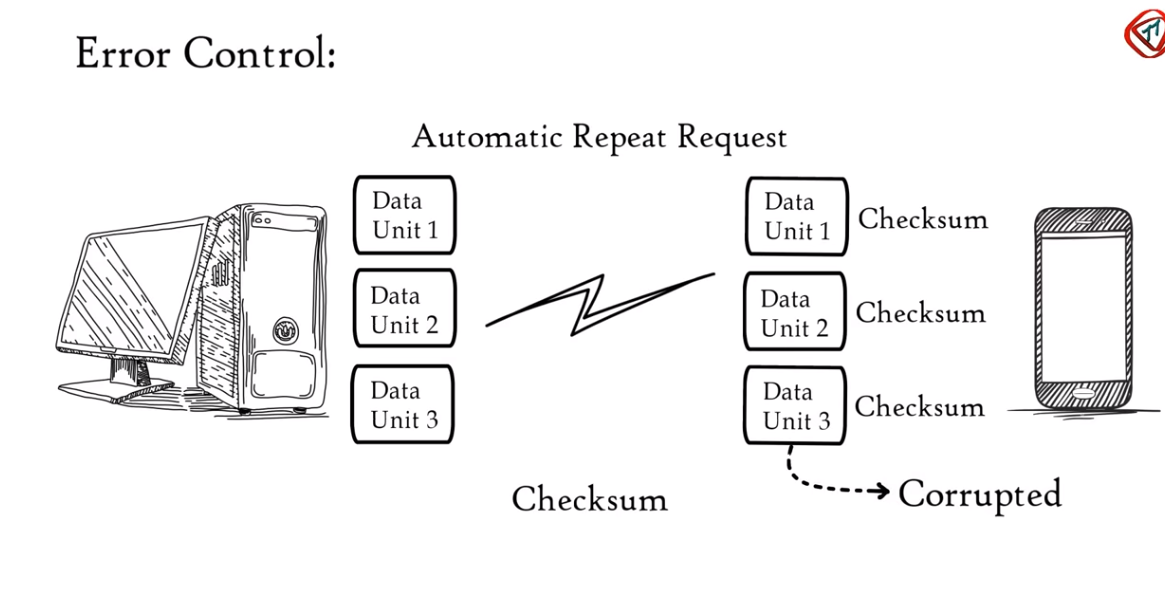 Error Control:
Automatic Repeat Request
Data
Unit 1
Data
Unit 2
Data
Unit 3
Data
Unit 1
Checksum
Data
Unit 2
Checksum
Data
Unit 3
Checksum
Corrupted
Checksum